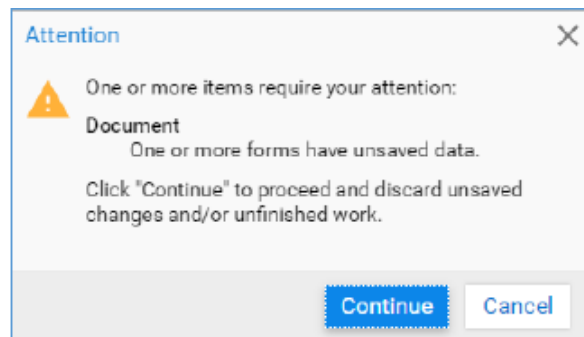 Attention
One or more items require your attention:
Document
One or more forms have unsaved data.
Click "Continue" to proceed and discard unsaved
changes and/or unfinished work.
Continue Cancel